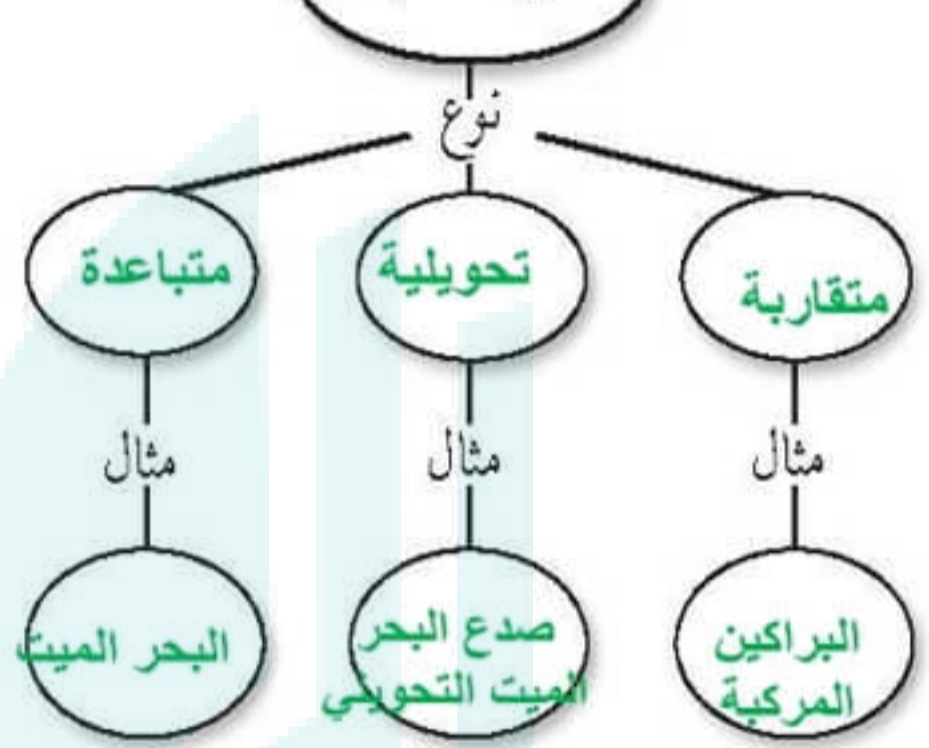 نوع
متقاربة
تحويلية
متباعدة
مثال
مثال
مثال
البراكين
المركبة
صدع البحر
الميت التحويلي
البحر الميت